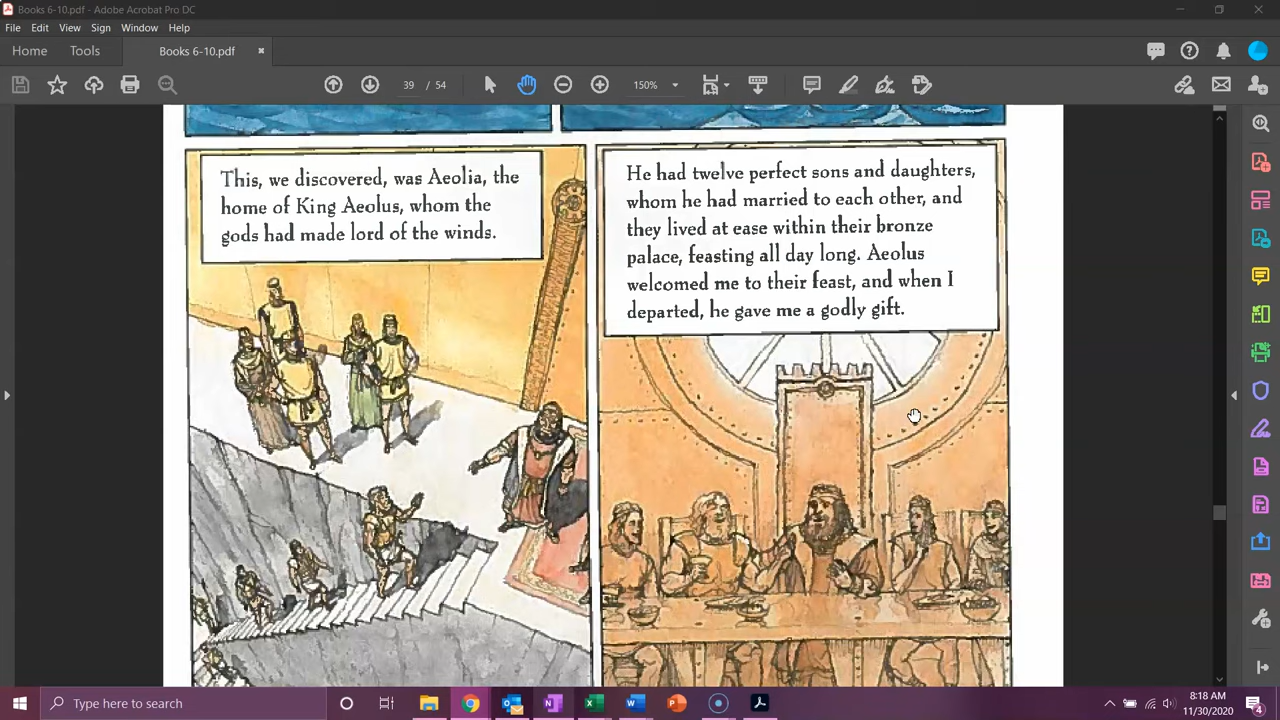 Books 6-10.pdf - Adobe Acrobat Pro DC
File Edit View Sign Window Help
Home Tools Books 6-10.pdf
39 / 54 150%
This, we discovered, was Aeolia, the
home of King Aeolus, whom the
gods had made lord of the winds.
He had twelve perfect sons and daughters,
whom he had married to each other, and
they lived at ease within their bronze
palace, feasting all day long. Aeolus
welcomed me to their feast, and when I
departed, he gave me a godly gift.
Type here to search
8:18 AM
11/30/2020
4